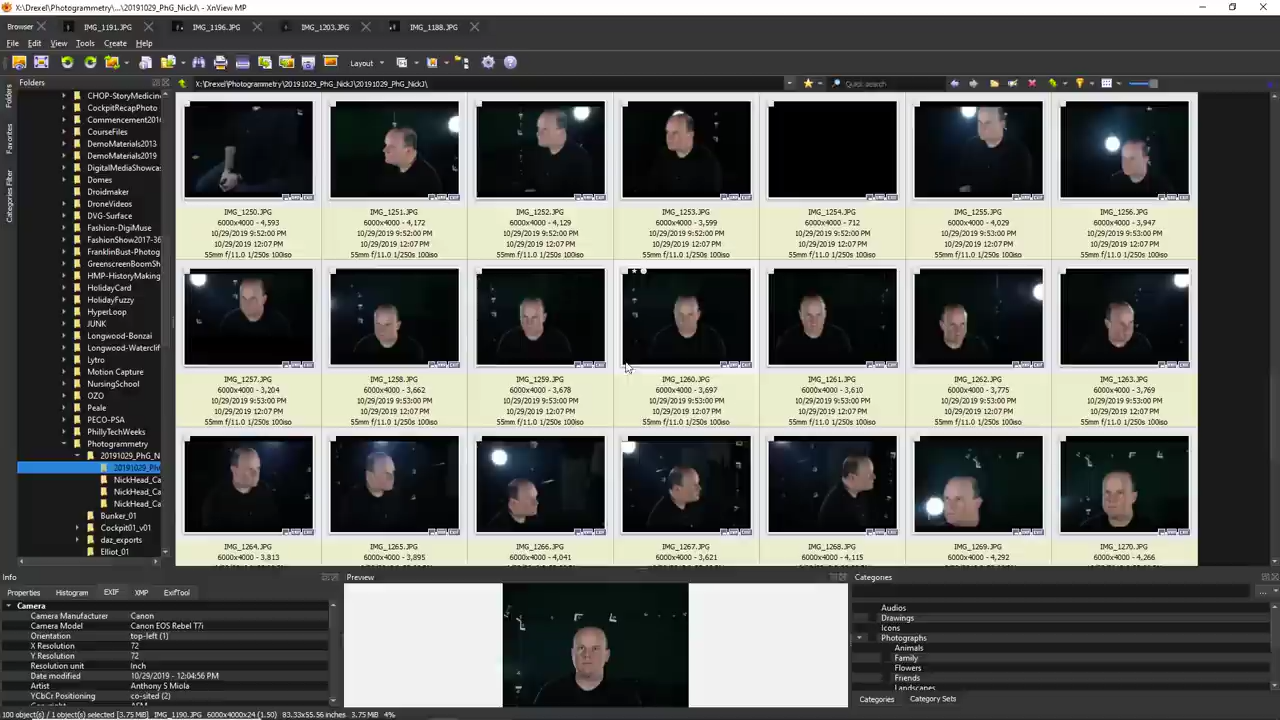 X:\Drexel\Photogrammetry\...\20191029_PhG_NickJ\ - XnView MP
Browser
IMG_1191.JPG
IMG_1196.JPG
IMG_1203.JPG
IMG_1188.JPG
File Edit View Tools Create Help
Layout
Folders
X:\Drexel\Photogrammetry\20191029_PhG_NickJ\20191029_PhG_NickJ\
Quick search
Folders
Favorites
Categories Filter
CHOP-StoryMedicin
CockpitRecapPhoto
Commencement201
CourseFiles
DemoMaterials2013
DemoMaterials2019
DigitalMediaShowca
Domes
Droidmaker
DroneVideos
DVG-Surface
Fashion-DigiMuse
FashionShow2017-3
FranklinBust-Photog
GreenscreenBoomSh
HMP-HistoryMaking
HolidayCard
HolidayFuzzy
HyperLoop
JUNK
Longwood-Bonzai
Longwood-Watercli
Lytro
Motion Capture
NursingSchool
OZO
Peale
PECO-PSA
PhillyTechWeeks
Photogrammetry
20191029_PhG_N
20191029_Ph
NickHead_Ca
NickHead_Ca
NickHead_Ca
Bunker_01
Cockpit01_v01
daz_exports
Elliot_01
IMG_1250.JPG
6000x4000 - 4,593
10/29/2019 9:52:00 PM
10/29/2019 12:07 PM
55mm f/11.0 1/250s 100iso
IMG_1251.JPG
6000x4000 - 4,172
10/29/2019 9:52:00 PM
10/29/2019 12:07 PM
55mm f/11.0 1/250s 100iso
IMG_1252.JPG
6000x4000 - 4,129
10/29/2019 9:52:00 PM
10/29/2019 12:07 PM
55mm f/11.0 1/250s 100iso
IMG_1253.JPG
6000x4000 - 3,599
10/29/2019 9:52:00 PM
10/29/2019 12:07 PM
55mm f/11.0 1/250s 100iso
IMG_1254.JPG
6000x4000 - 712
10/29/2019 9:52:00 PM
10/29/2019 12:07 PM
55mm f/11.0 1/250s 100iso
IMG_1255.JPG
6000x4000 - 4,029
10/29/2019 9:53:00 PM
10/29/2019 12:07 PM
55mm f/11.0 1/250s 100iso
IMG_1256.JPG
6000x4000 - 3,947
10/29/2019 9:53:00 PM
10/29/2019 12:07 PM
55mm f/11.0 1/250s 100iso
IMG_1257.JPG
6000x4000 - 3,204
10/29/2019 9:53:00 PM
10/29/2019 12:07 PM
55mm f/11.0 1/250s 100iso
IMG_1258.JPG
6000x4000 - 3,662
10/29/2019 9:53:00 PM
10/29/2019 12:07 PM
55mm f/11.0 1/250s 100iso
IMG_1259.JPG
6000x4000 - 3,678
10/29/2019 9:53:00 PM
10/29/2019 12:07 PM
55mm f/11.0 1/250s 100iso
IMG_1260.JPG
6000x4000 - 3,697
10/29/2019 9:53:00 PM
10/29/2019 12:07 PM
55mm f/11.0 1/250s 100iso
IMG_1261.JPG
6000x4000 - 3,610
10/29/2019 9:53:00 PM
10/29/2019 12:07 PM
55mm f/11.0 1/250s 100iso
IMG_1262.JPG
6000x4000 - 3,775
10/29/2019 9:53:00 PM
10/29/2019 12:07 PM
55mm f/11.0 1/250s 100iso
IMG_1263.JPG
6000x4000 - 3,769
10/29/2019 9:53:00 PM
10/29/2019 12:07 PM
55mm f/11.0 1/250s 100iso
IMG_1264.JPG
6000x4000 - 3,813
IMG_1265.JPG
6000x4000 - 3,895
IMG_1266.JPG
6000x4000 - 4,041
IMG_1267.JPG
6000x4000 - 3,621
IMG_1268.JPG
6000x4000 - 4,115
IMG_1269.JPG
6000x4000 - 4,292
IMG_1270.JPG
6000x4000 - 4,266
Info
Properties Histogram EXIF XMP ExifTool
Camera
Camera Manufacturer Canon
Camera Model Canon EOS Rebel T7i
Orientation top-left (1)
X Resolution 72
Y Resolution 72
Resolution unit Inch
Date modified 10/29/2019 - 12:04:56 PM
Artist Anthony S Miola
YCbCr Positioning co-sited (2)
Preview
Categories
...
Audios
Drawings
Icons
Photographs
Animals
Family
Flowers
Friends
Landscapes
Categories Category Sets
100 object(s) / 1 object(s) selected [3.75 MiB] IMG_1190.JPG 6000x4000x24 (1.50) 83.33x55.56 inches 3.75 MiB 4%